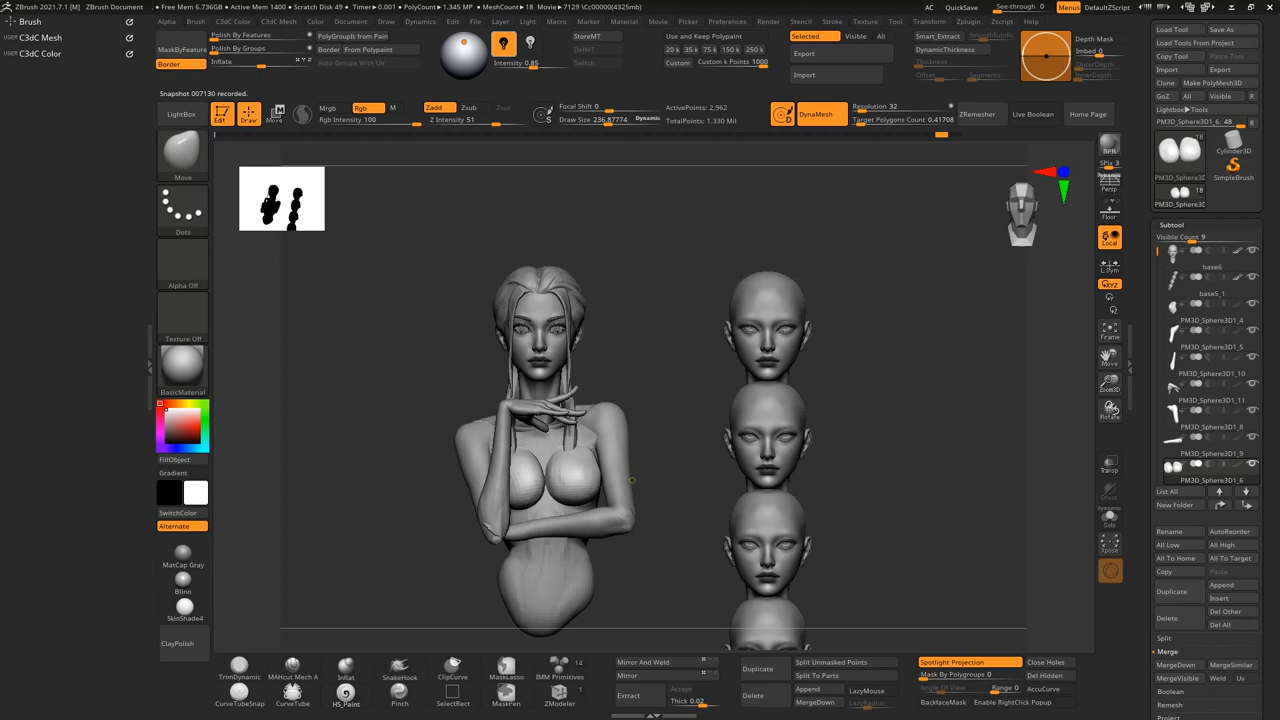 ZBrush 2021.7.1 [M] ZBrush Document • Free Mem 6.736GB • Active Mem 1400 • Scratch Disk 49 • Timer▶0.001 • PolyCount▶1.345 MP • MeshCount▶18 • Movie▶7129 \Cc00000(4325mb)
AC QuickSave See-through 0 Menus DefaultZScript
Brush
USER C3dC Mesh
USER C3dC Color
Alpha Brush C3dC Color C3dC Mesh Color Document Draw Dynamics Edit File Layer Light Macro Marker Material Movie Picker Preferences Render Stencil Stroke Texture Tool Transform Zplugin Zscript Help
MaskByFeature
Border
Polish By Features
Polish By Groups
Inflate
PolyGroupIt from Pain
Border From Polypaint
Auto Groups With UV
Intensity 0.85
StoreMT
DelMT
Switch
Use and Keep Polypaint
20 k 35 k 75 k 150 k 250 k
Custom Custom k Points 1000
Selected Visible All
Export
Import
Smart_Extract SmoothSubdiv
DynamicThickness
Thickness
Offset Segments
Depth Mask
Imbed 0
OuterDepth
InnerDepth
Snapshot 007130 recorded.
LightBox
Edit Draw Move
Mrgb Rgb M
Rgb Intensity 100
Zadd Zsub Zcut
Z Intensity 51
Focal Shift 0
Draw Size 236.87774 Dynamic
ActivePoints: 2,962
TotalPoints: 1.330 Mil
DynaMesh
Resolution 32
Target Polygons Count 0.41708
ZRemesher
Live Boolean
Home Page
Move
Dots
Alpha Off
Texture Off
BasicMaterial
FillObject
Gradient
SwitchColor
Alternate
MatCap Gray
Blinn
SkinShade4
ClayPolish
BPR
SPix 3
Dynamic
Persp
Floor
Local
L.Sym
XYZ
Frame
Move
Zoom3D
Rotate
Transp
Ghost
Dynamic
Solo
Xpose
Tool
Load Tool Save As
Load Tools From Project
Copy Tool Paste Tool
Import Export
Clone Make PolyMesh3D
GoZ All Visible R
Lightbox▶Tools
PM3D_Sphere3D1_6. 48 R
18
PM3D_Sphere3D
Cylinder3D
SimpleBrush
18
PM3D_Sphere3D
Subtool
Visible Count 9
base6
base5_1
PM3D_Sphere3D1_4
PM3D_Sphere3D1_5
PM3D_Sphere3D1_10
PM3D_Sphere3D1_11
PM3D_Sphere3D1_8
PM3D_Sphere3D1_9
PM3D_Sphere3D1_6
List All
New Folder
Rename AutoReorder
All Low All High
All To Home All To Target
Copy Paste
Duplicate Append
Insert
Delete Del Other
Del All
Split
Merge
MergeDown MergeSimilar
MergeVisible Weld Uv
Boolean
Remesh
Project
TrimDynamic MAHcut Mech A Inflat SnakeHook ClipCurve MaskLasso IMM Primitives 14
CurveTubeSnap CurveTube HS_Paint Pinch SelectRect MaskPen ZModeler 1
Mirror And Weld
Mirror
Extract Accept
Thick 0.02
Duplicate
Delete
Split Unmasked Points
Split To Parts
Append
MergeDown
LazyMouse
LazyRadius
Spotlight Projection
Mask By Polygroups 0
Angle Of View Range 0
BackfaceMask
Close Holes
Del Hidden
AccuCurve
Enable RightClick Popup